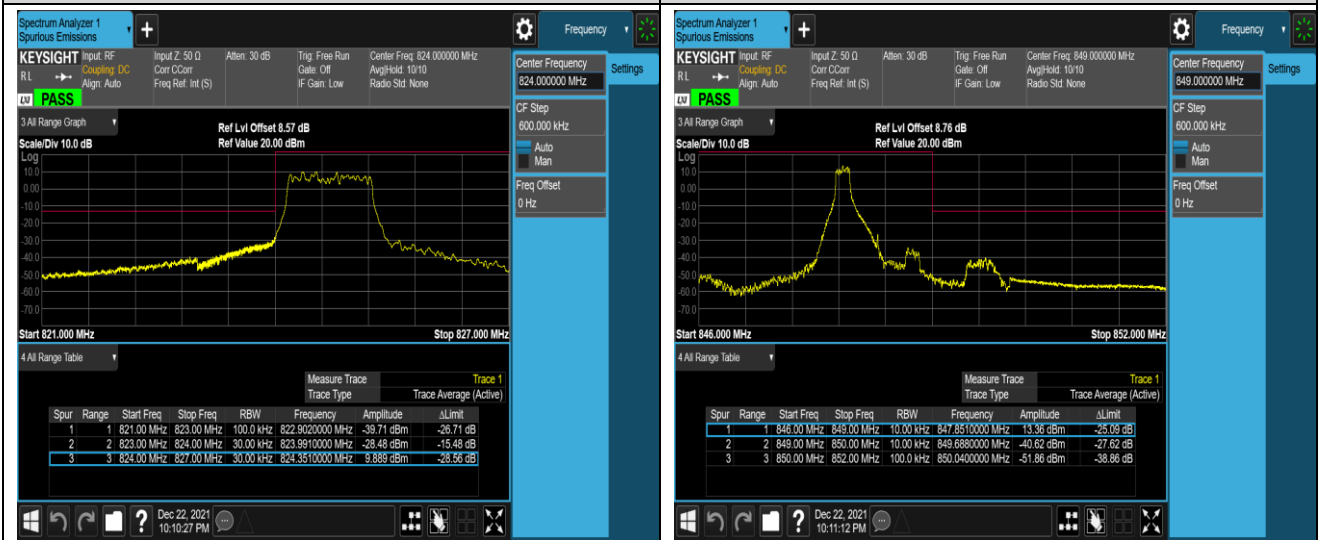 Spectrum Analyzer 1
Spurious Emissions
+
Frequency
KEYSIGHT Input: RF Input Z: 50 Ω Atten: 30 dB Trig: Free Run Center Freq: 824.000000 MHz
R L Coupling: DC Corr CCorr Gate: Off Avg|Hold: 10/10
Align: Auto Freq Ref: Int (S) IF Gain: Low Radio Std: None
LXI PASS
Center Frequency
824.000000 MHz
Settings
CF Step
600.000 kHz
Auto
Man
Freq Offset
0 Hz
3 All Range Graph
Ref Lvl Offset 8.57 dB
Scale/Div 10.0 dB Ref Value 20.00 dBm
Log
10.0
0.00
-10.0
-20.0
-30.0
-40.0
-50.0
-60.0
-70.0
Start 821.000 MHz Stop 827.000 MHz
4 All Range Table
Measure Trace Trace 1
Trace Type Trace Average (Active)
Spur Range Start Freq Stop Freq RBW Frequency Amplitude ΔLimit
1 1 821.00 MHz 823.00 MHz 100.0 kHz 822.9020000 MHz -39.71 dBm -26.71 dB
2 2 823.00 MHz 824.00 MHz 30.00 kHz 823.9910000 MHz -28.48 dBm -15.48 dB
3 3 824.00 MHz 827.00 MHz 30.00 kHz 824.3510000 MHz 9.889 dBm -28.56 dB
? Dec 22, 2021
10:10:27 PM
Spectrum Analyzer 1
Spurious Emissions
+
Frequency
KEYSIGHT Input: RF Input Z: 50 Ω Atten: 30 dB Trig: Free Run Center Freq: 849.000000 MHz
R L Coupling: DC Corr CCorr Gate: Off Avg|Hold: 10/10
Align: Auto Freq Ref: Int (S) IF Gain: Low Radio Std: None
LXI PASS
Center Frequency
849.000000 MHz
Settings
CF Step
600.000 kHz
Auto
Man
Freq Offset
0 Hz
3 All Range Graph
Ref Lvl Offset 8.76 dB
Scale/Div 10.0 dB Ref Value 20.00 dBm
Log
10.0
0.00
-10.0
-20.0
-30.0
-40.0
-50.0
-60.0
-70.0
Start 846.000 MHz Stop 852.000 MHz
4 All Range Table
Measure Trace Trace 1
Trace Type Trace Average (Active)
Spur Range Start Freq Stop Freq RBW Frequency Amplitude ΔLimit
1 1 846.00 MHz 849.00 MHz 10.00 kHz 847.8510000 MHz 13.36 dBm -25.09 dB
2 2 849.00 MHz 850.00 MHz 10.00 kHz 849.6880000 MHz -40.62 dBm -27.62 dB
3 3 850.00 MHz 852.00 MHz 100.0 kHz 850.0400000 MHz -51.86 dBm -38.86 dB
? Dec 22, 2021
10:11:12 PM